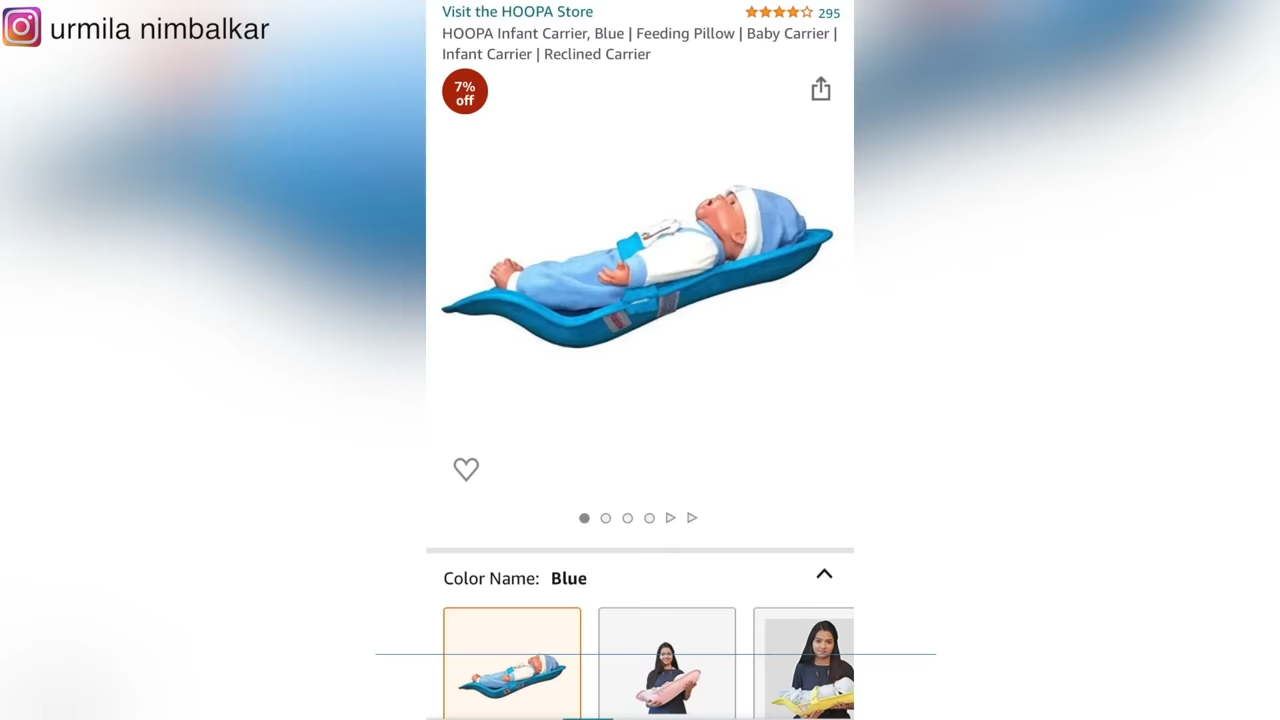 urmila nimbalkar
Visit the HOOPA Store
295
HOOPA Infant Carrier, Blue | Feeding Pillow | Baby Carrier |
Infant Carrier | Reclined Carrier
7%
off
Color Name: Blue